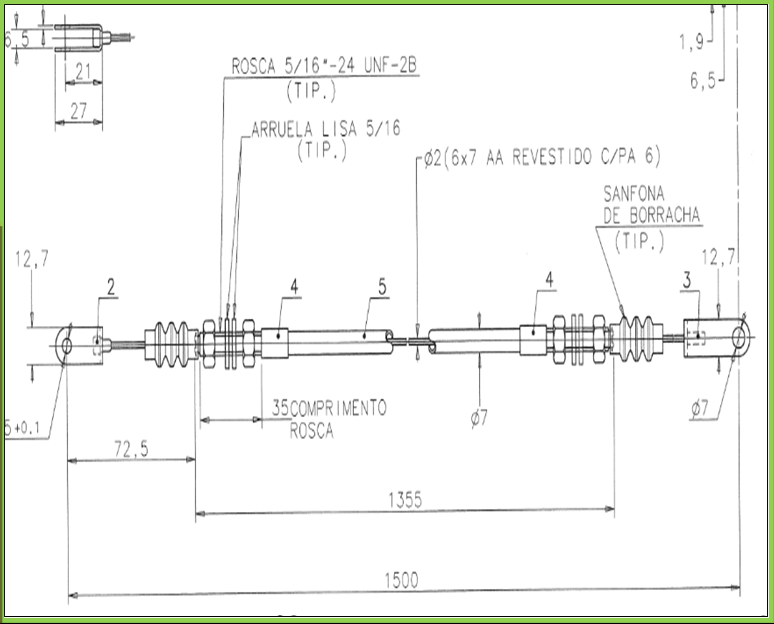 6,5
21
27
1,9
6,5
ROSCA 5/16"-24 UNF-2B
(TIP.)
ARRUELA LISA 5/16
(TIP.)
Ø2(6x7 AA REVESTIDO C/PA 6)
SANFONA
DE BORRACHA
(TIP.)
12,7
2
4
5
4
3
12,7
5+0.1
35 COMPRIMENTO
ROSCA
Ø7
Ø7
72,5
1355
1500